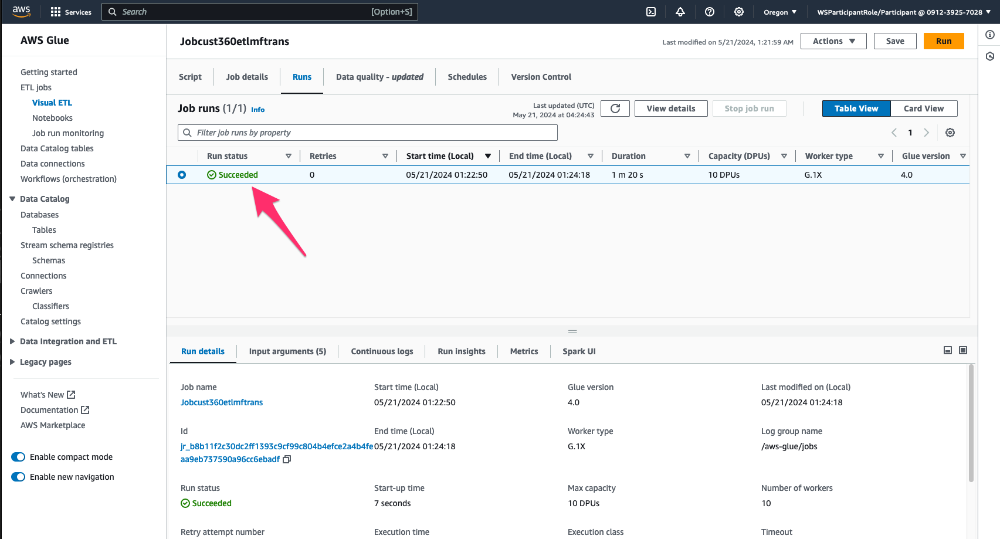 aws
Services
Search
[Option+S]
Oregon ▼
WSParticipantRole/Participant @ 0912-3925-7028 ▼
AWS Glue
Getting started
ETL jobs
Visual ETL
Notebooks
Job run monitoring
Data Catalog tables
Data connections
Workflows (orchestration)
Data Catalog
Databases
Tables
Stream schema registries
Schemas
Connections
Crawlers
Classifiers
Catalog settings
Data Integration and ETL
Legacy pages
What's New
Documentation
AWS Marketplace
Enable compact mode
Enable new navigation
Jobcust360etlmftrans
Last modified on 5/21/2024, 1:21:59 AM
Actions ▼
Save
Run
Script
Job details
Runs
Data quality - updated
Schedules
Version Control
Job runs (1/1) Info
Last updated (UTC)
May 21, 2024 at 04:24:43
View details
Stop job run
Table View
Card View
Filter job runs by property
1
Run status
Retries
Start time (Local)
End time (Local)
Duration
Capacity (DPUs)
Worker type
Glue version
Succeeded
0
05/21/2024 01:22:50
05/21/2024 01:24:18
1 m 20 s
10 DPUs
G.1X
4.0
Run details
Input arguments (5)
Continuous logs
Run insights
Metrics
Spark UI
Job name
Start time (Local)
Glue version
Last modified on (Local)
Jobcust360etlmftrans
05/21/2024 01:22:50
4.0
05/21/2024 01:24:18
Id
End time (Local)
Worker type
Log group name
jr_b8b11f2c30dc2ff1393c9cf99c804b4efce2a4b4fe
aa9eb737590a96cc6ebadf
05/21/2024 01:24:18
G.1X
/aws-glue/jobs
Run status
Start-up time
Max capacity
Number of workers
Succeeded
7 seconds
10 DPUs
10
Retry attempt number
Execution time
Execution class
Timeout